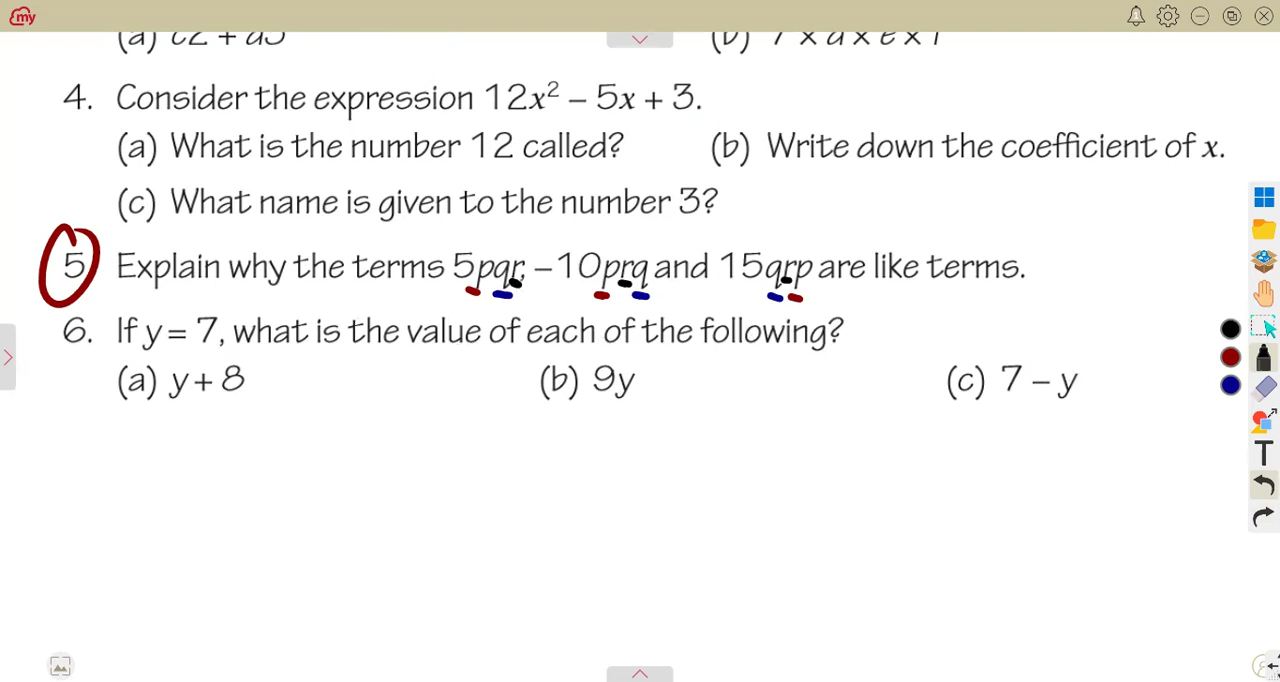 my
4. Consider the expression 12x² – 5x + 3.
(a) What is the number 12 called? (b) Write down the coefficient of x.
(c) What name is given to the number 3?
5 Explain why the terms 5pqr, –10prq and 15qrp are like terms.
6. If y = 7, what is the value of each of the following?
(a) y + 8 (b) 9y (c) 7 – y
T